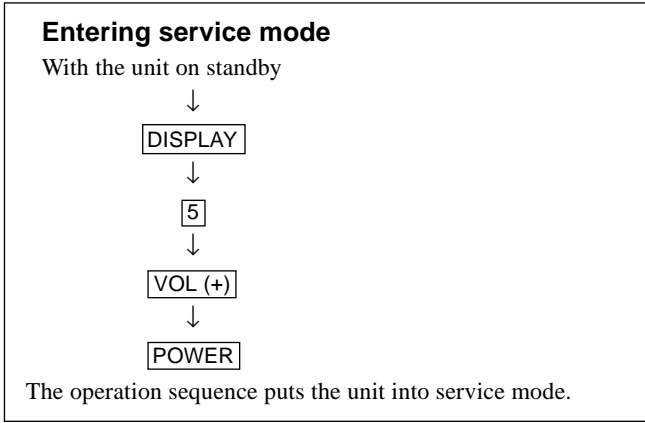 Entering service mode
With the unit on standby
↓
DISPLAY
↓
5
↓
VOL (+)
↓
POWER
The operation sequence puts the unit into service mode.